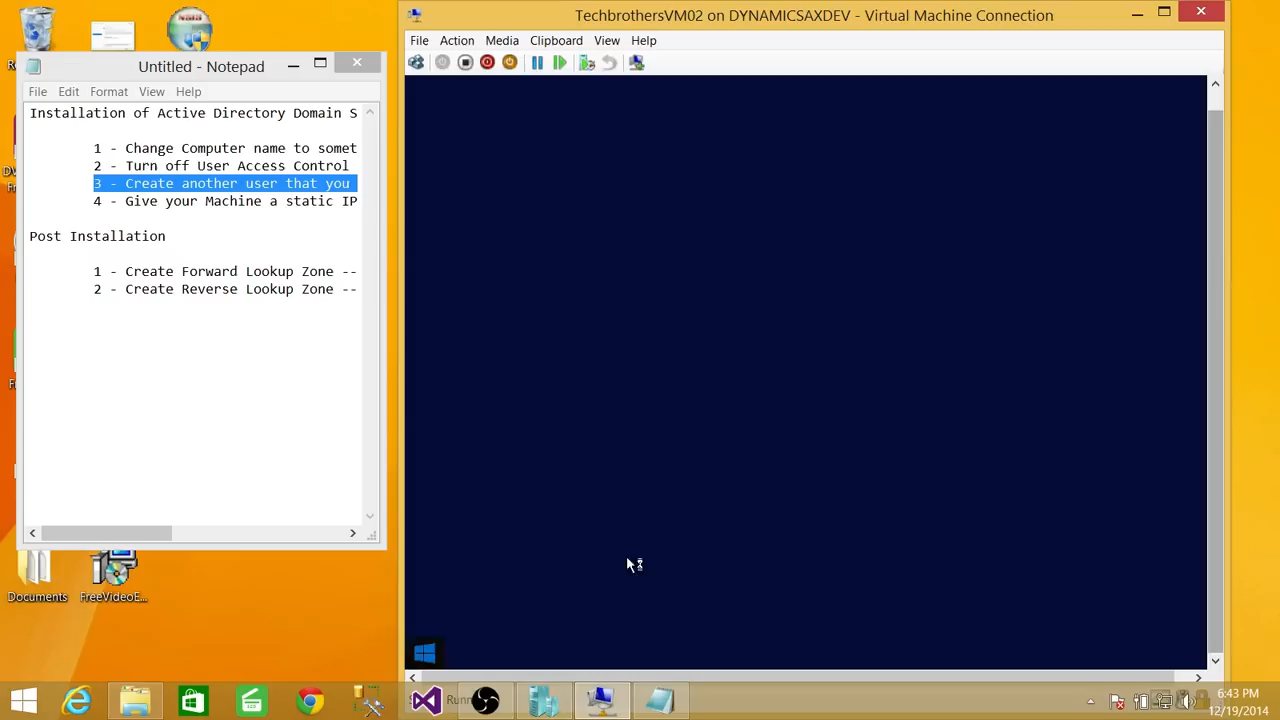 TechbrothersVM02 on DYNAMICSAXDEV - Virtual Machine Connection
File Action Media Clipboard View Help
Untitled - Notepad
File Edit Format View Help
Installation of Active Directory Domain S
1 - Change Computer name to somet
2 - Turn off User Access Control
3 - Create another user that you
4 - Give your Machine a static IP
Post Installation
1 - Create Forward Lookup Zone --
2 - Create Reverse Lookup Zone --
Documents
FreeVideoE...
6:43 PM
12/19/2014